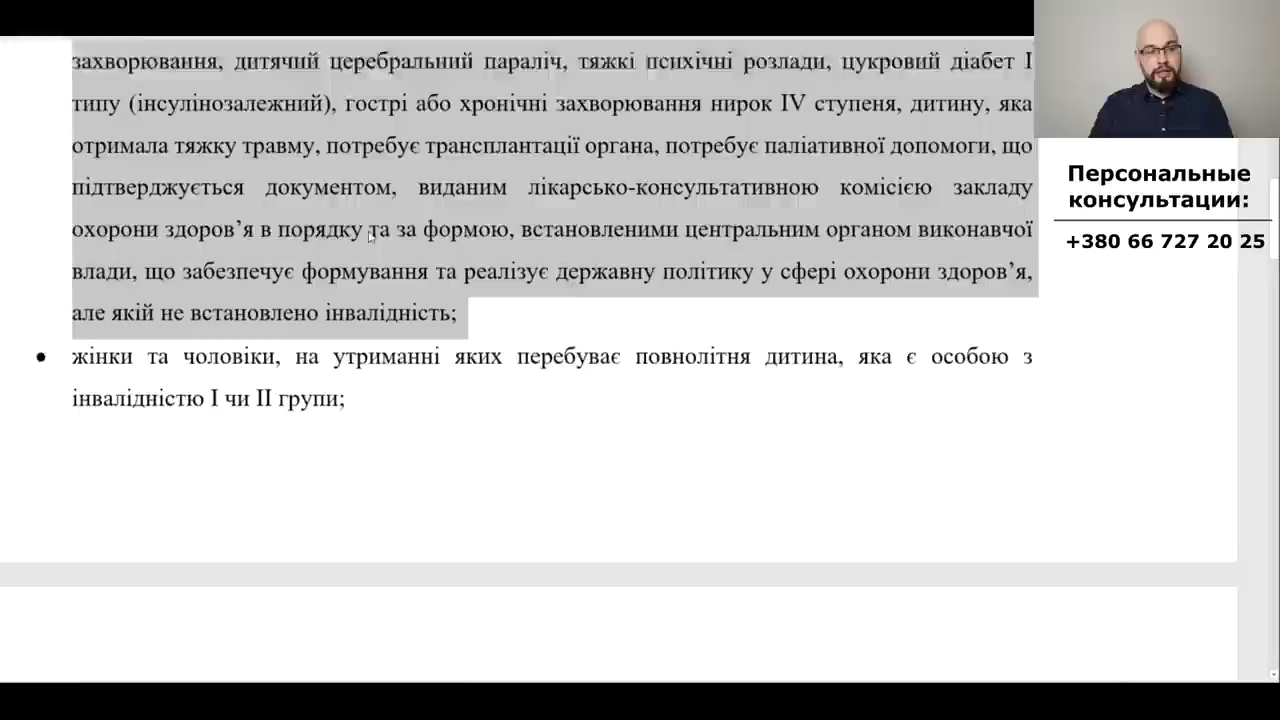 захворювання, дитячий церебральний параліч, тяжкі психічні розлади, цукровий діабет I
типу (інсулінозалежний), гострі або хронічні захворювання нирок IV ступеня, дитину, яка
отримала тяжку травму, потребує трансплантації органа, потребує паліативної допомоги, що
підтверджується документом, виданим лікарсько-консультативною комісією закладу
охорони здоров’я в порядку та за формою, встановленими центральним органом виконавчої
влади, що забезпечує формування та реалізує державну політику у сфері охорони здоров’я,
але якій не встановлено інвалідність;
● жінки та чоловіки, на утриманні яких перебуває повнолітня дитина, яка є особою з
інвалідністю I чи II групи;
Персональные
консультации:
+380 66 727 20 25